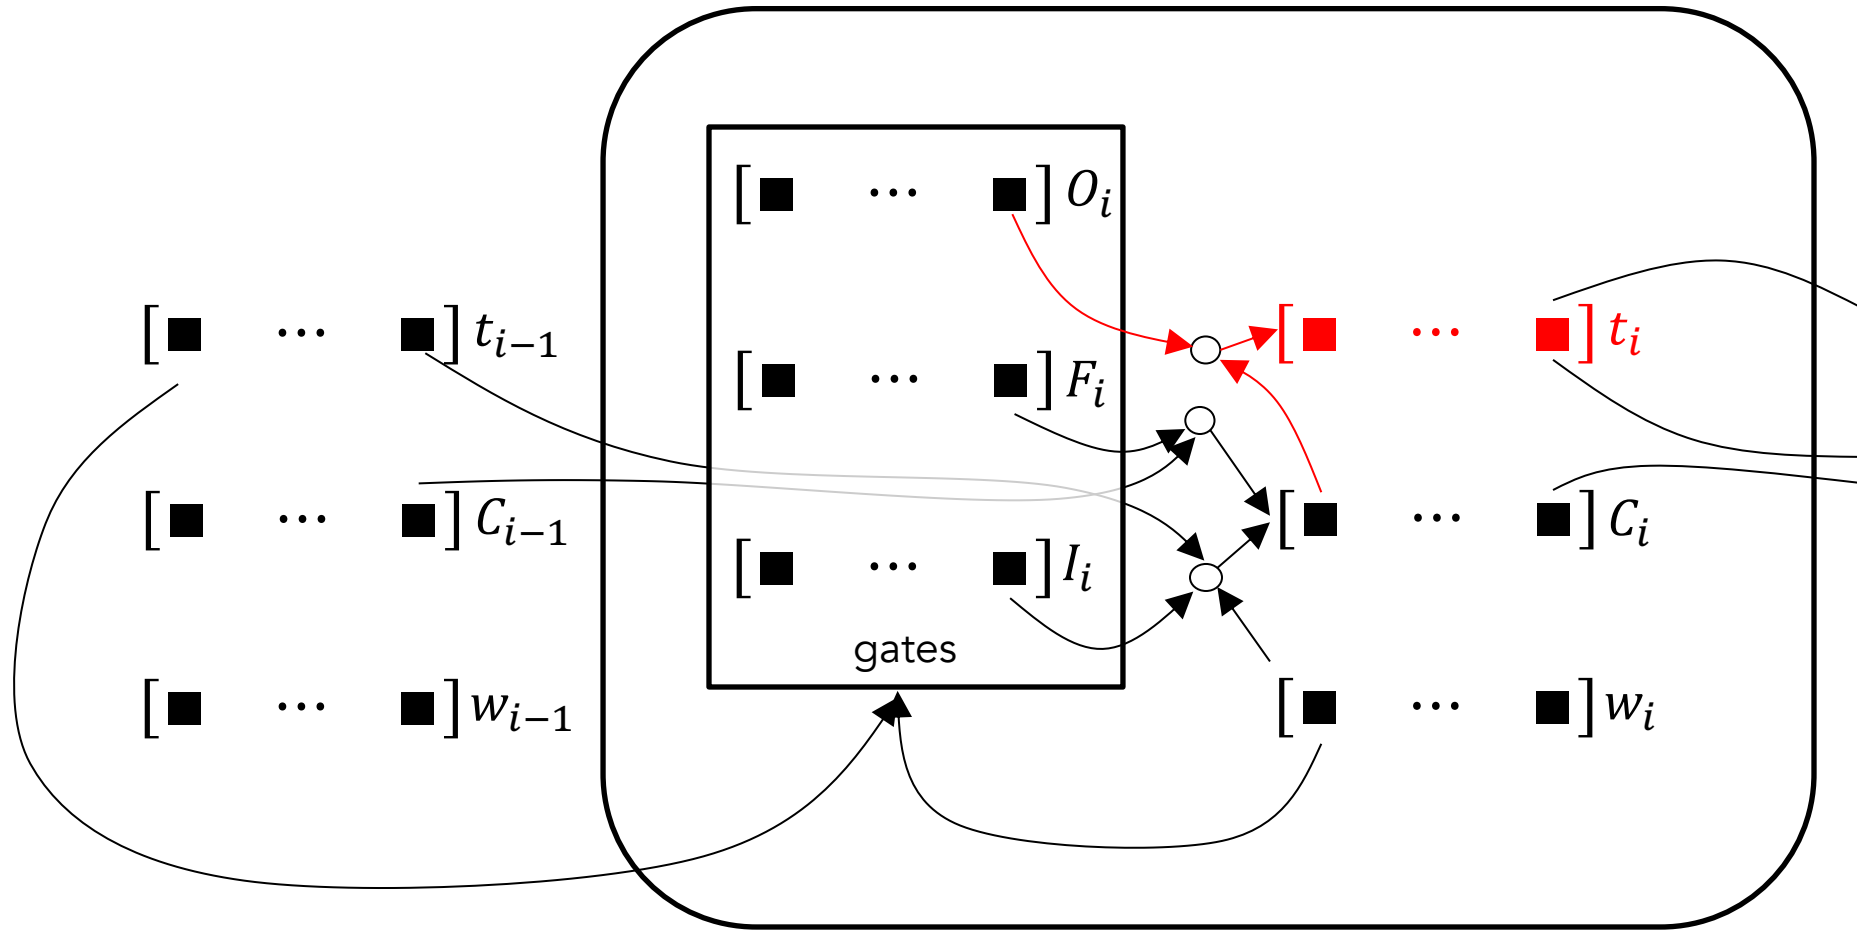 [■ ⋯ ■] O_i
[■ ⋯ ■] t_{i−1}
[■ ⋯ ■] t_i
[■ ⋯ ■] F_i
[■ ⋯ ■] C_{i−1}
[■ ⋯ ■] C_i
[■ ⋯ ■] I_i
gates
[■ ⋯ ■] w_{i−1}
[■ ⋯ ■] w_i